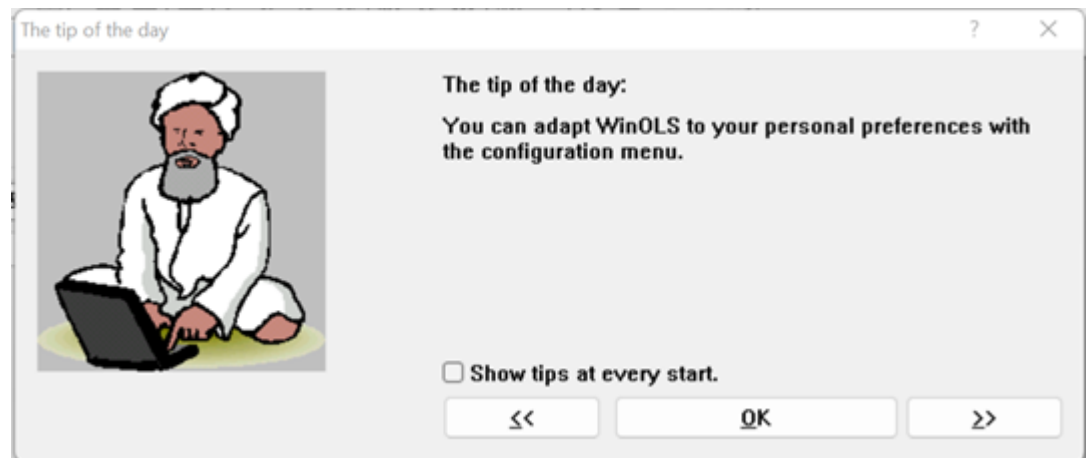 The tip of the day
The tip of the day:
You can adapt WinOLS to your personal preferences with
the configuration menu.
Show tips at every start.
<< OK >>